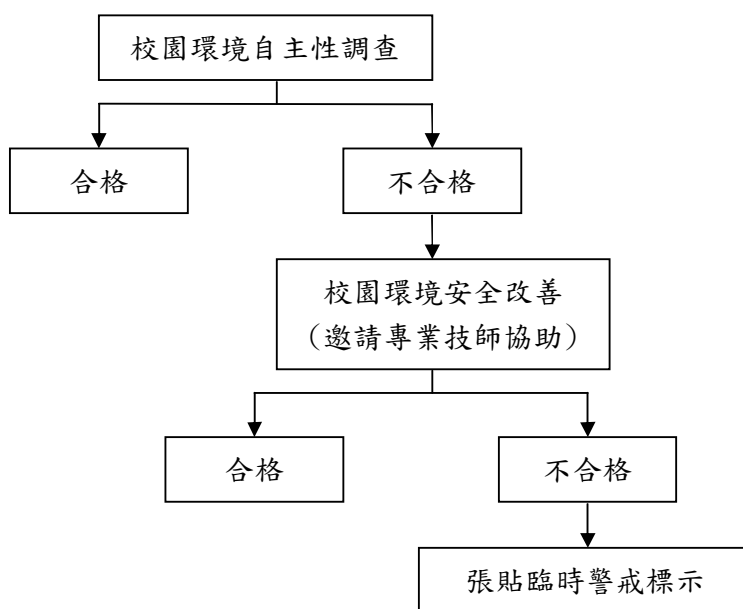 校園環境自主性調查
合格
不合格
校園環境安全改善
（邀請專業技師協助）
合格
不合格
張貼臨時警戒標示